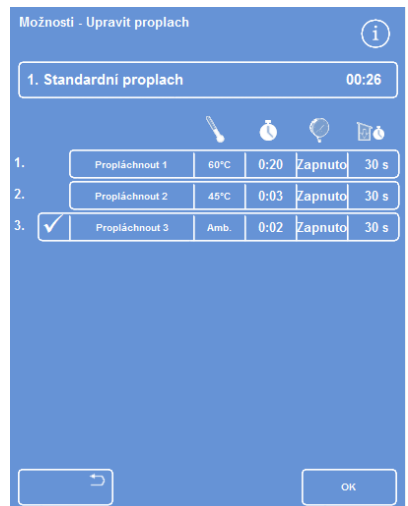 Možnosti - Upravit proplach
i
1. Standardní proplach 00:26
1. Propláchnout 1 60°C 0:20 Zapnuto 30 s
2. Propláchnout 2 45°C 0:03 Zapnuto 30 s
3. Propláchnout 3 Amb. 0:02 Zapnuto 30 s
OK